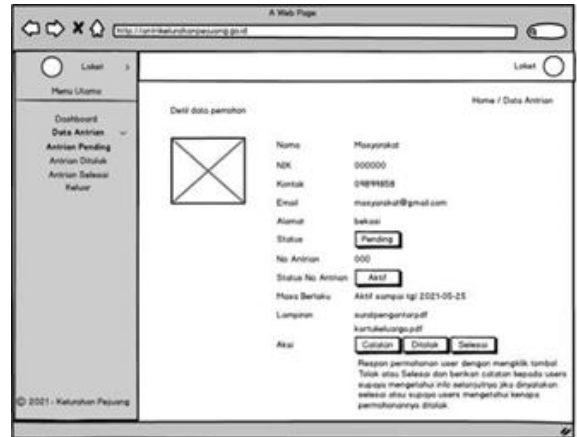 A Web Page
http://antrikelurahanpejuang.go.id
Loket >
Loket
Menu Utama
Dashboard
Data Antrian
Antrian Pending
Antrian Ditolak
Antrian Selesai
Keluar
Home / Data Antrian
Detil data pemohon
Nama Masyarakat
NIK 000000
Kontak 09899858
Email masyarakat@gmail.com
Alamat bekasi
Status Pending
No Antrian 000
Status No Antrian Aktif
Masa Berlaku Aktif sampai tgl 2021-05-25
Lampiran suratpengantar.pdf
kartukeluarga.pdf
Aksi Catatan Ditolak Selesai
Respon permohonan user dengan mengklik tombol
Tolak atau Selesai dan berikan catatan kepada users
supaya mengetahui info selanjutnya jika dinyatakan
selesai atau supaya users mengetahui kenapa
permohonannya ditolak.
© 2021 - Kelurahan Pejuang